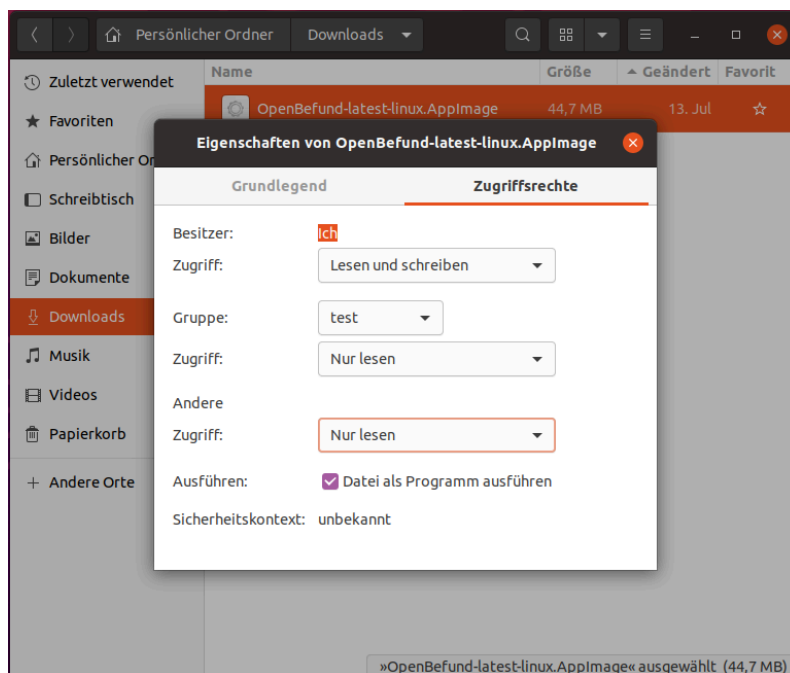 Persönlicher Ordner Downloads
Name Größe Geändert Favorit
Zuletzt verwendet
OpenBefund-latest-linux.AppImage 44,7 MB 13. Jul
Favoriten
Persönlicher Or
Schreibtisch
Bilder
Dokumente
Downloads
Musik
Videos
Papierkorb
Andere Orte
Eigenschaften von OpenBefund-latest-linux.AppImage
Grundlegend Zugriffsrechte
Besitzer: Ich
Zugriff: Lesen und schreiben
Gruppe: test
Zugriff: Nur lesen
Andere
Zugriff: Nur lesen
Ausführen: Datei als Programm ausführen
Sicherheitskontext: unbekannt
»OpenBefund-latest-linux.AppImage« ausgewählt (44,7 MB)